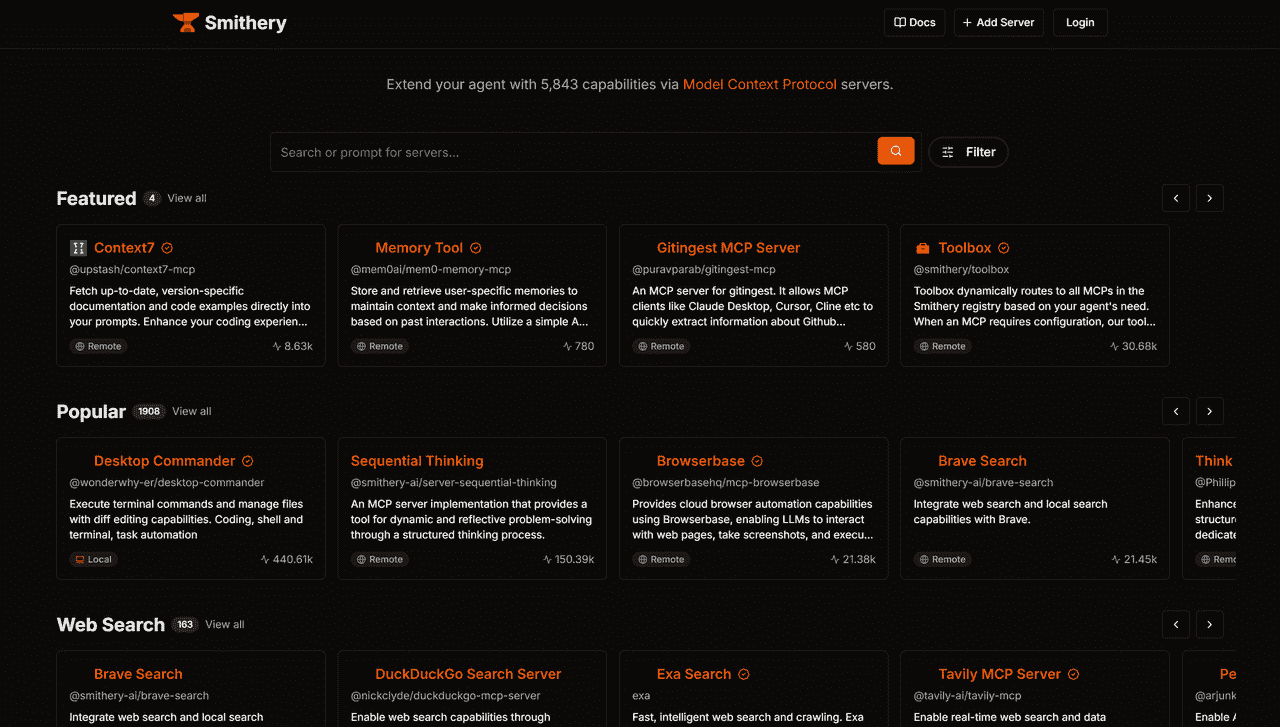 Smithery
Docs
+ Add Server
Login
Extend your agent with 5,843 capabilities via Model Context Protocol servers.
Search or prompt for servers...
Filter
Featured 4 View all
Context7
@upstash/context7-mcp
Fetch up-to-date, version-specific
documentation and code examples directly into
your prompts. Enhance your coding experien...
Remote 8.63k
Memory Tool
@mem0ai/mem0-memory-mcp
Store and retrieve user-specific memories to
maintain context and make informed decisions
based on past interactions. Utilize a simple A...
Remote 780
Gitingest MCP Server
@puravparab/gitingest-mcp
An MCP server for gitingest. It allows MCP
clients like Claude Desktop, Cursor, Cline etc to
quickly extract information about Github...
Remote 580
Toolbox
@smithery/toolbox
Toolbox dynamically routes to all MCPs in the
Smithery registry based on your agent's need.
When an MCP requires configuration, our tool...
Remote 30.68k
Popular 1908 View all
Desktop Commander
@wonderwhy-er/desktop-commander
Execute terminal commands and manage files
with diff editing capabilities. Coding, shell and
terminal, task automation
Local 440.61k
Sequential Thinking
@smithery-ai/server-sequential-thinking
An MCP server implementation that provides a
tool for dynamic and reflective problem-solving
through a structured thinking process.
Remote 150.39k
Browserbase
@browserbasehq/mcp-browserbase
Provides cloud browser automation capabilities
using Browserbase, enabling LLMs to interact
with web pages, take screenshots, and execu...
Remote 21.38k
Brave Search
@smithery-ai/brave-search
Integrate web search and local search
capabilities with Brave.
Remote 21.45k
Think
@Phillip
Enhance
structur
dedicate
Remo
Web Search 163 View all
Brave Search
@smithery-ai/brave-search
Integrate web search and local search
DuckDuckGo Search Server
@nickclyde/duckduckgo-mcp-server
Enable web search capabilities through
Exa Search
exa
Fast, intelligent web search and crawling. Exa
Tavily MCP Server
@tavily-ai/tavily-mcp
Enable real-time web search and data
Pe
@arjunk
Enable